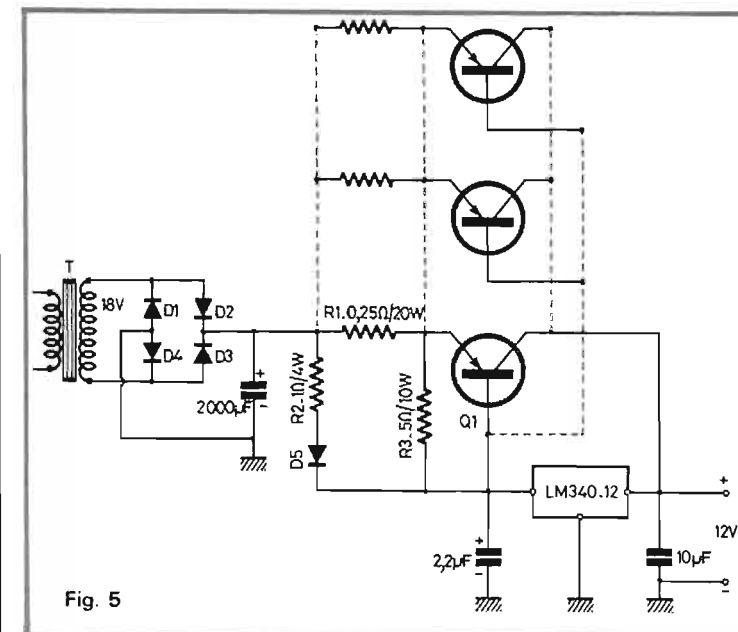 T
18V
D1
D2
D4
D3
+
2000µF
-
R1.0,25Ω/20W
R2-1Ω/4W
D5
R3.5Ω/10W
Q1
LM340.12
+
2,2µF
-
10µF
+
12V
-
Fig. 5